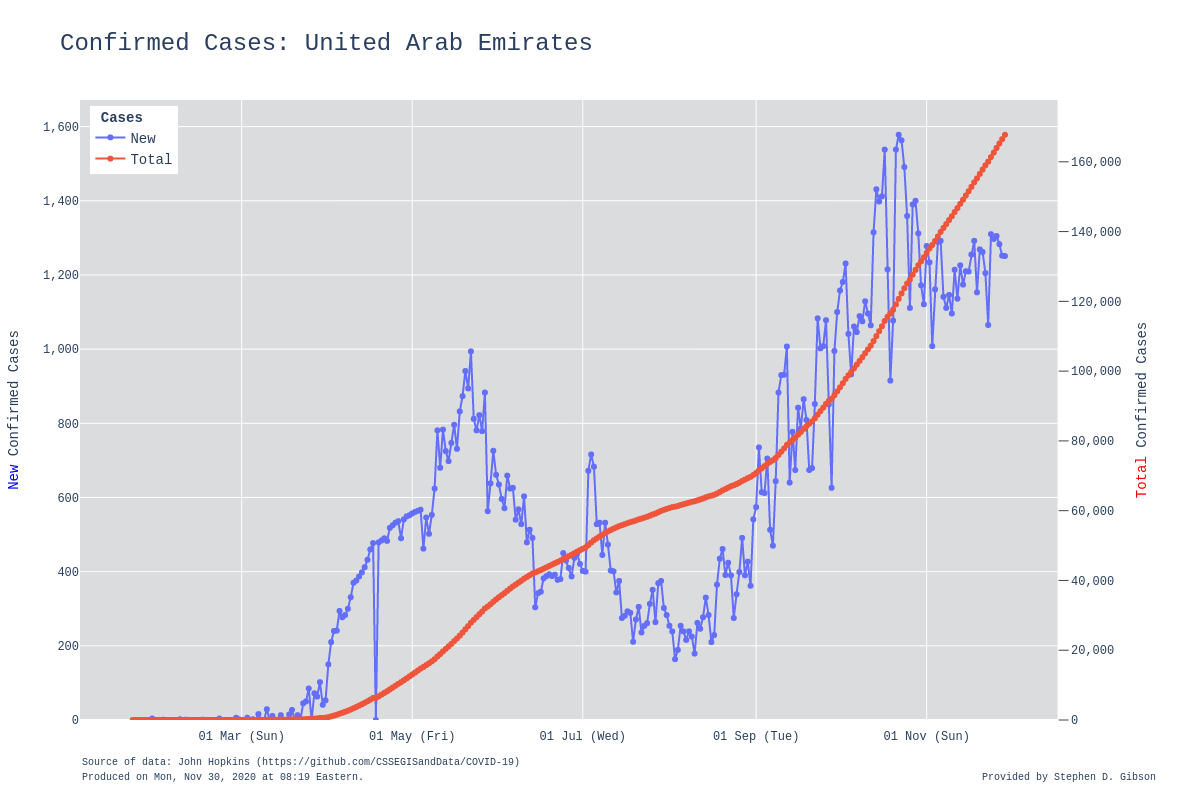 Confirmed Cases: United Arab Emirates
Cases
New
Total
1,600
1,400
1,200
1,000
800
600
400
200
0
160,000
140,000
120,000
100,000
80,000
60,000
40,000
20,000
0
New Confirmed Cases
Total Confirmed Cases
01 Mar (Sun)
01 May (Fri)
01 Jul (Wed)
01 Sep (Tue)
01 Nov (Sun)
Source of data: John Hopkins (https://github.com/CSSEGISandData/COVID-19)
Produced on Mon, Nov 30, 2020 at 08:19 Eastern.
Provided by Stephen D. Gibson